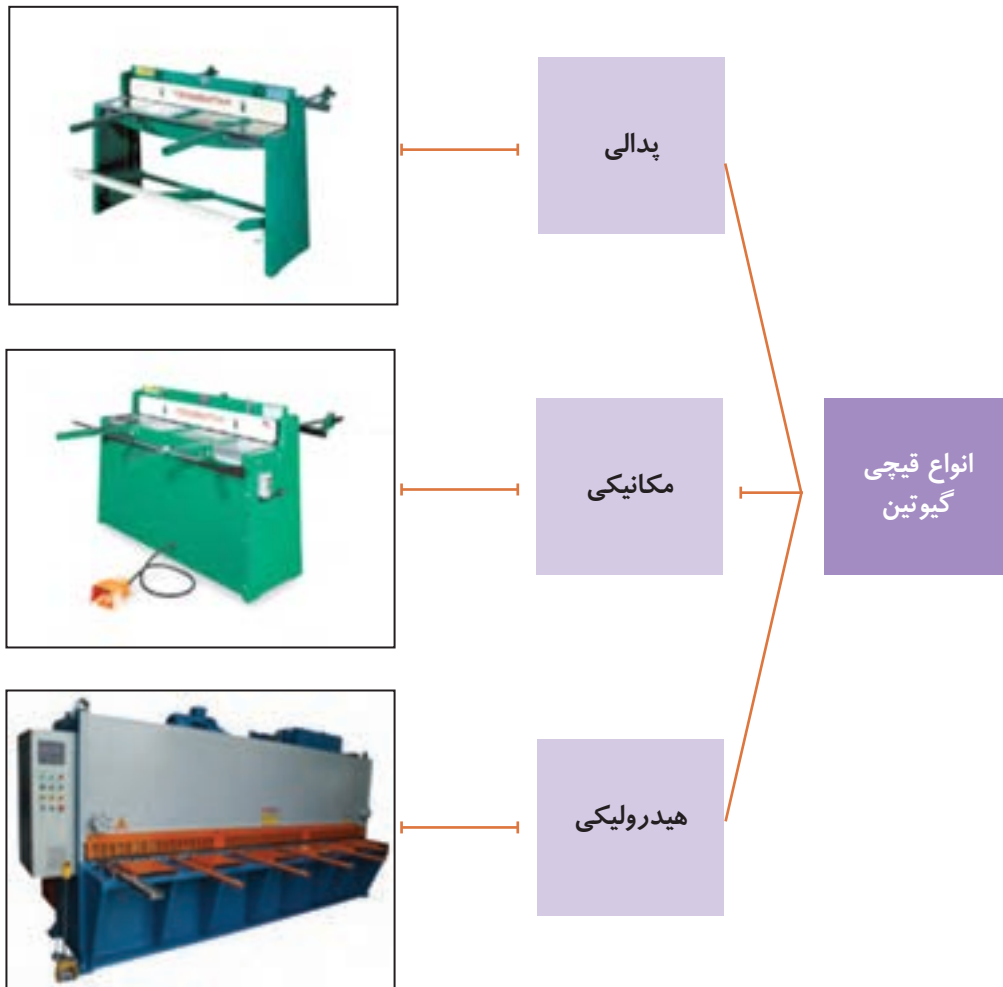 انواع قیچی
گیوتین
پدالی
مکانیکی
هیدرولیکی